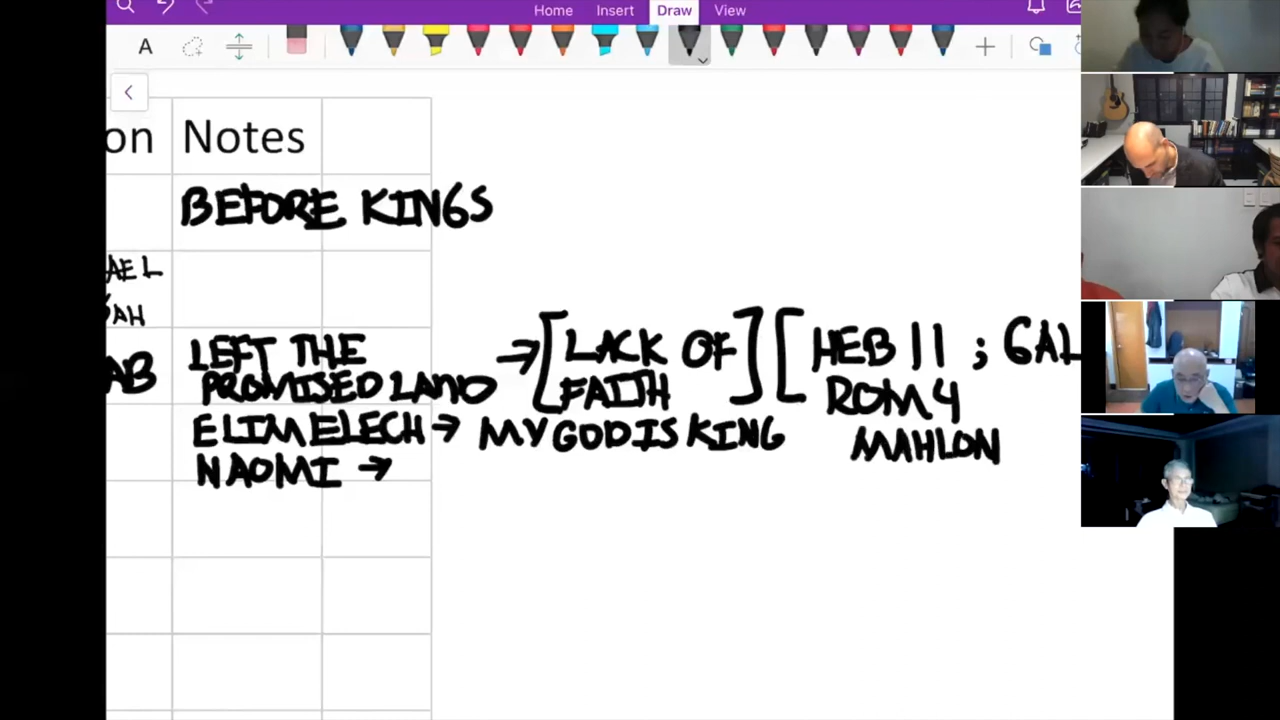 Home Insert Draw View
A
on Notes
BEFORE KINGS
AEL
AH
AB LEFT THE PROMISED LAND → [LACK OF FAITH] [HEB 11 ; GAL
ROM 4
ELIMELECH → MY GOD IS KING MAHLON
NAOMI →